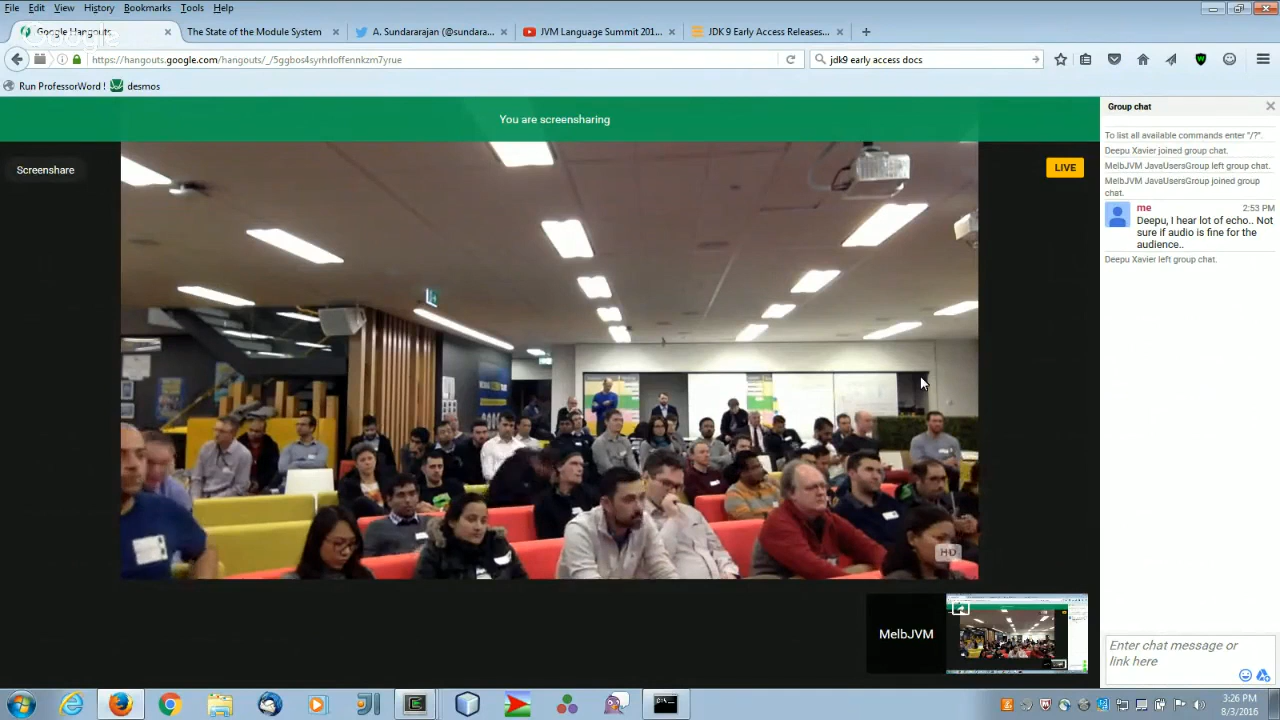 File Edit View History Bookmarks Tools Help
Google Hangouts
The State of the Module System
A. Sundararajan (@sundara...
JVM Language Summit 201...
JDK 9 Early Access Releases...
https://hangouts.google.com/hangouts/_/5ggbos4syrhrloffennkzm7yrue
jdk9 early access docs
Run ProfessorWord !
desmos
You are screensharing
Screenshare
LIVE
HD
MelbJVM
Group chat
To list all available commands enter "/?".
Deepu Xavier joined group chat.
MelbJVM JavaUsersGroup left group chat.
MelbJVM JavaUsersGroup joined group
chat.
me 2:53 PM
Deepu, I hear lot of echo.. Not
sure if audio is fine for the
audience..
Deepu Xavier left group chat.
Enter chat message or
link here
3:26 PM
8/3/2016